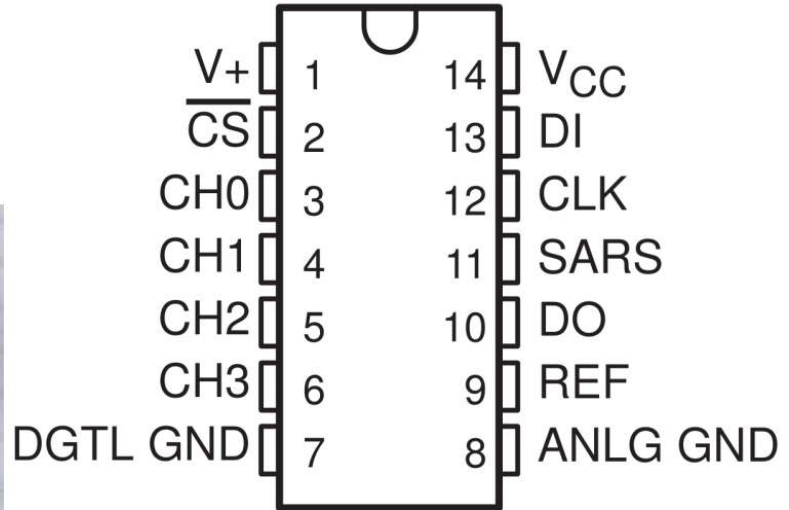 V+ 1 14 VCC
CS 2 13 DI
CH0 3 12 CLK
CH1 4 11 SARS
CH2 5 10 DO
CH3 6 9 REF
DGTL GND 7 8 ANLG GND